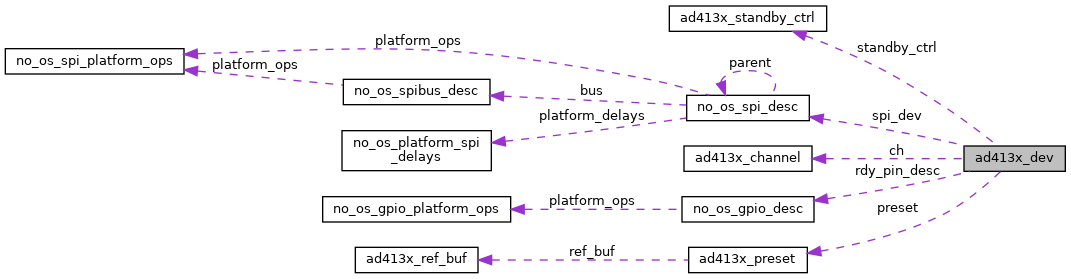 ad413x_standby_ctrl
platform_ops
standby_ctrl
no_os_spi_platform_ops
platform_ops
parent
no_os_spibus_desc
bus
no_os_spi_desc
platform_delays
spi_dev
no_os_platform_spi
_delays
ad413x_channel
ch
ad413x_dev
rdy_pin_desc
no_os_gpio_platform_ops
platform_ops
no_os_gpio_desc
preset
ad413x_ref_buf
ref_buf
ad413x_preset